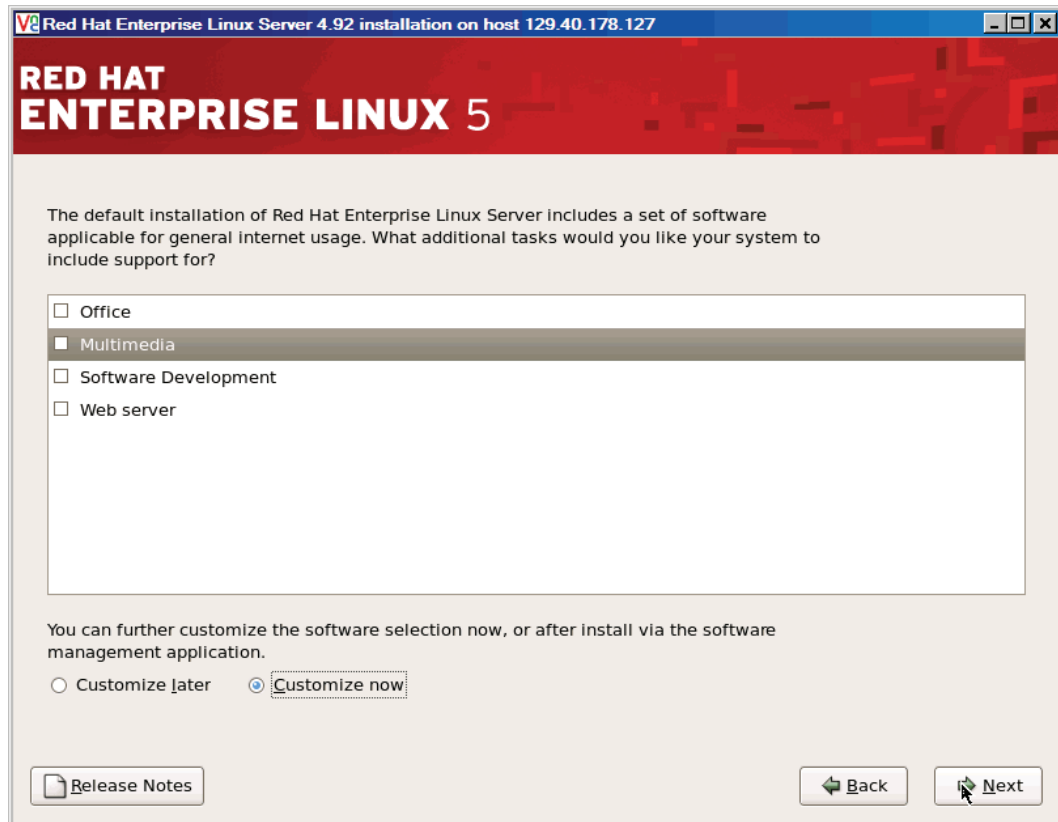 Red Hat Enterprise Linux Server 4.92 installation on host 129.40.178.127
RED HAT
ENTERPRISE LINUX 5
The default installation of Red Hat Enterprise Linux Server includes a set of software
applicable for general internet usage. What additional tasks would you like your system to
include support for?
Office
Multimedia
Software Development
Web server
You can further customize the software selection now, or after install via the software
management application.
Customize later Customize now
Release Notes Back Next